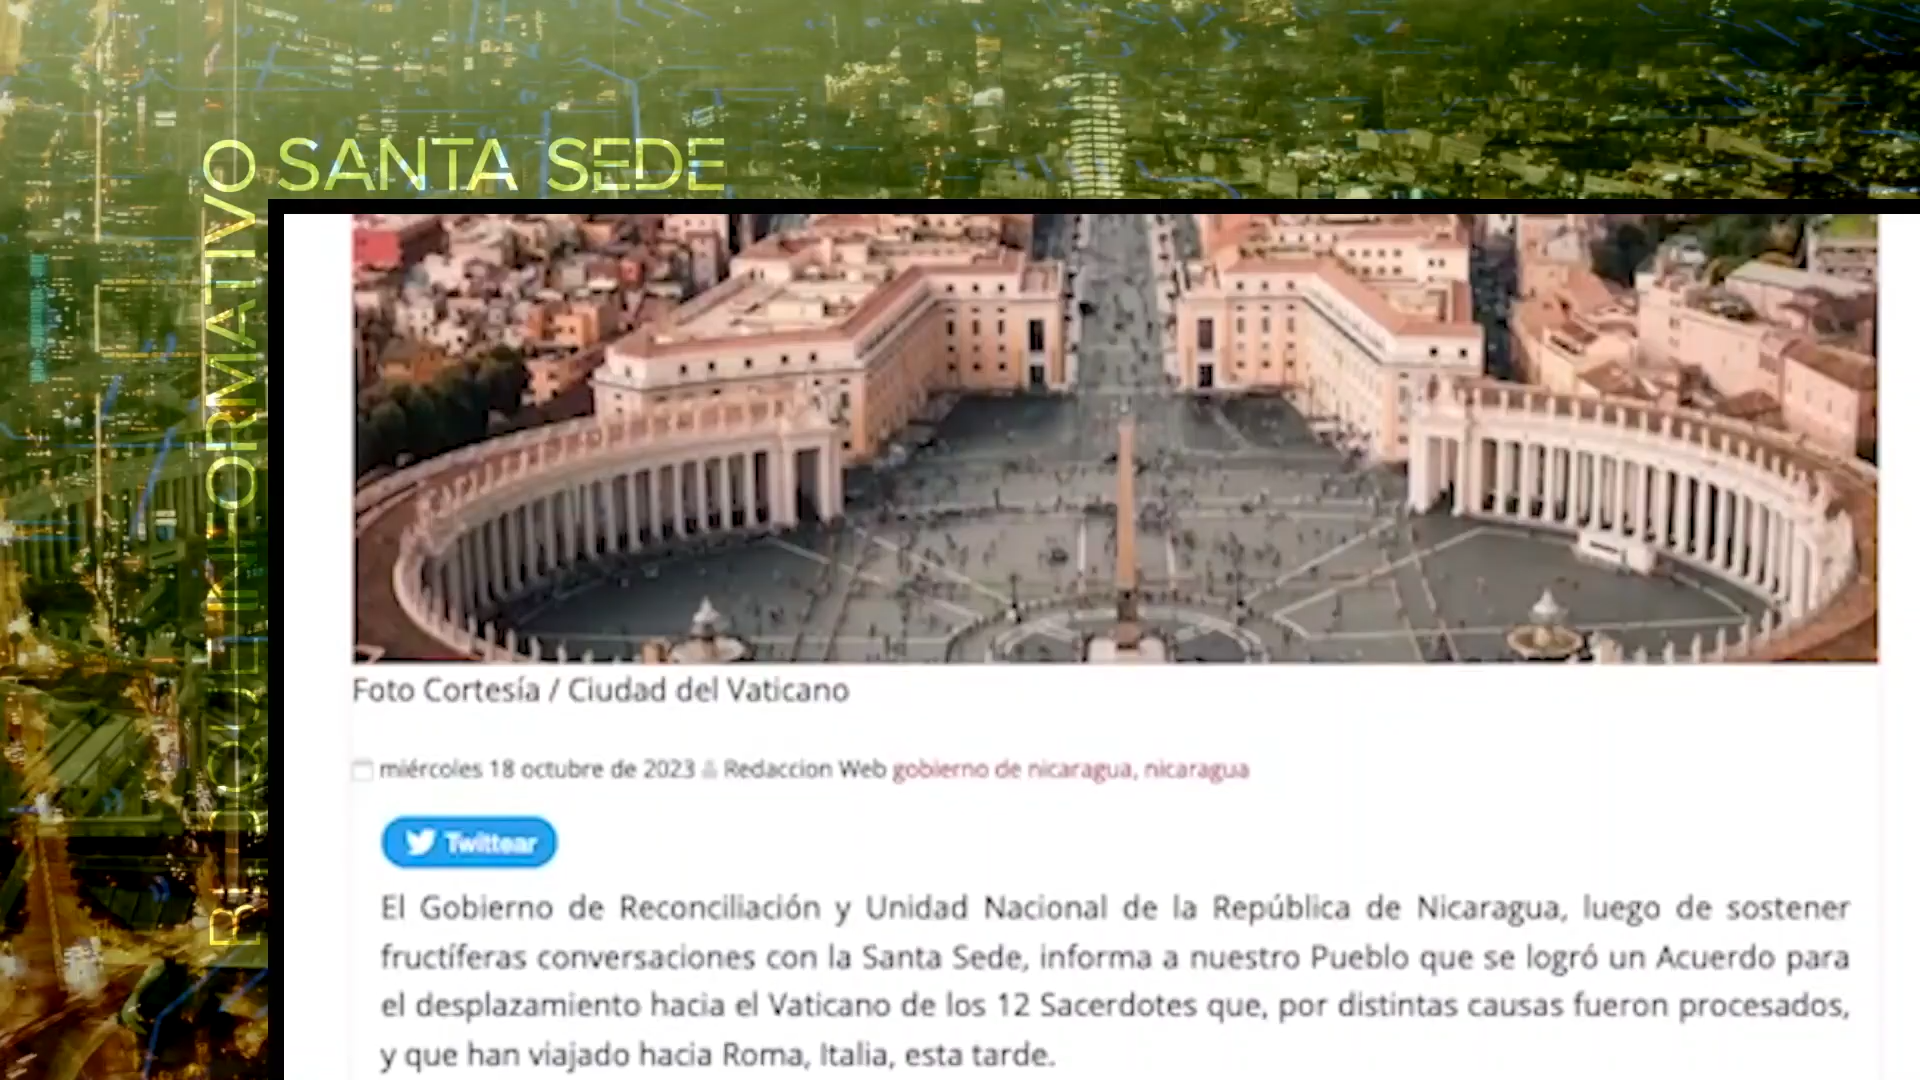 SANTA SEDE
BLOQUE INFORMATIVO
Foto Cortesía / Ciudad del Vaticano
miércoles 18 octubre de 2023 Redaccion Web gobierno de nicaragua, nicaragua
Twittear
El Gobierno de Reconciliación y Unidad Nacional de la República de Nicaragua, luego de sostener
fructíferas conversaciones con la Santa Sede, informa a nuestro Pueblo que se logró un Acuerdo para
el desplazamiento hacia el Vaticano de los 12 Sacerdotes que, por distintas causas fueron procesados,
y que han viajado hacia Roma, Italia, esta tarde.